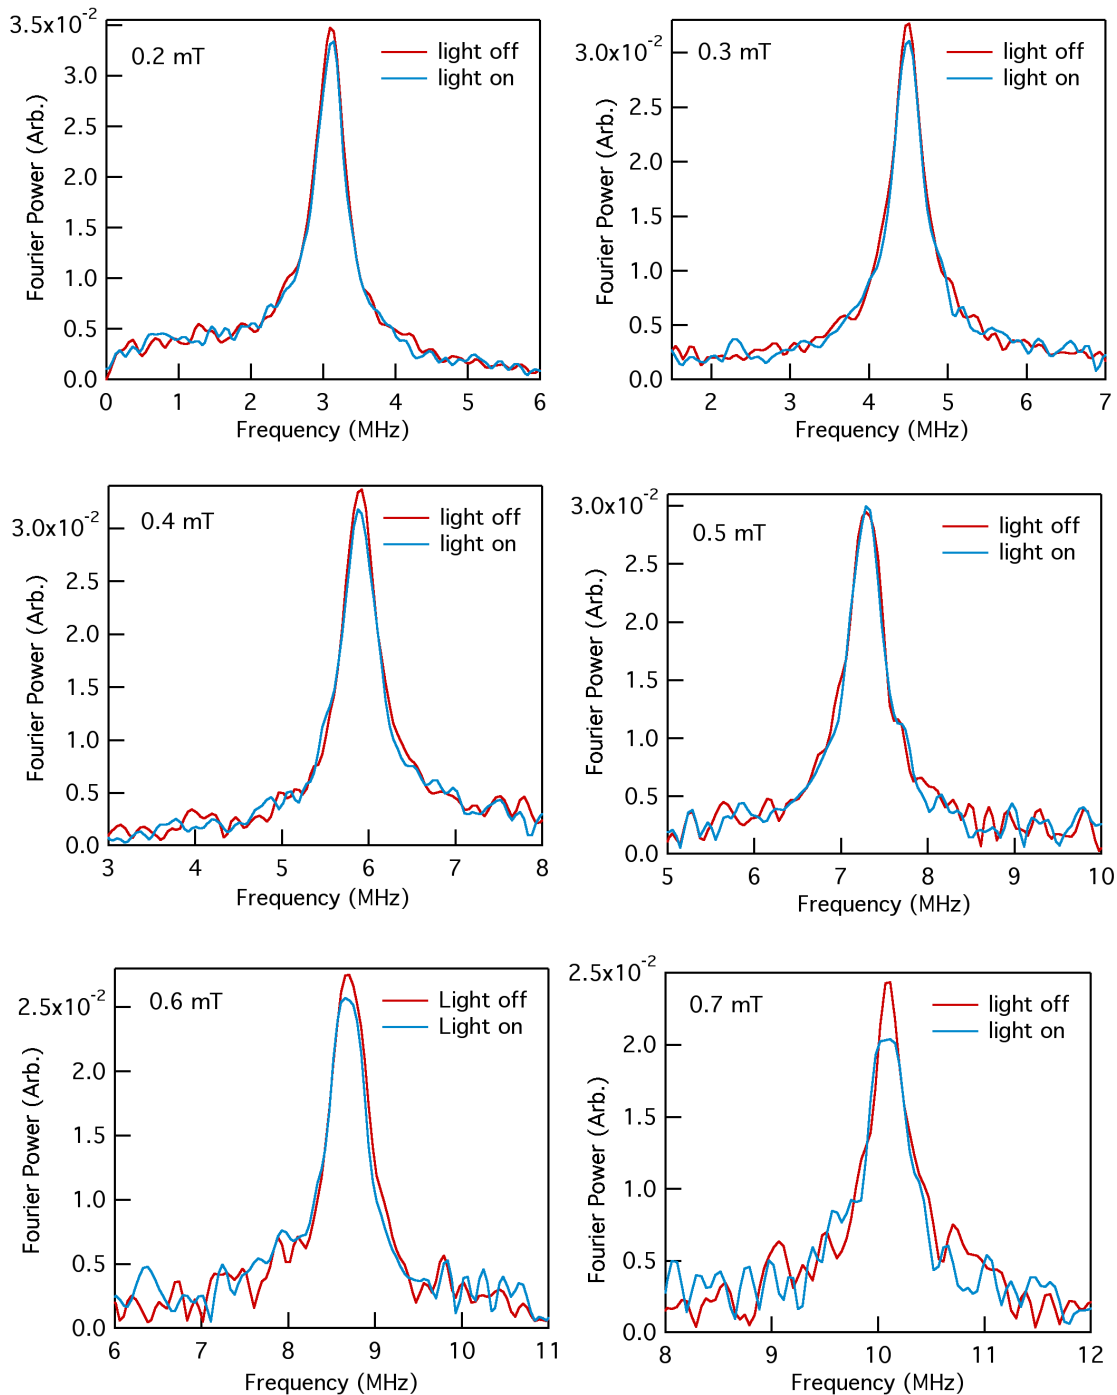 3.5x10-2
3.0
2.5
2.0
1.5
1.0
0.5
0.0
Fourier Power (Arb.)
0.2 mT
light off
light on
0 1 2 3 4 5 6
Frequency (MHz)
3.0x10-2
2.5
2.0
1.5
1.0
0.5
0.0
Fourier Power (Arb.)
0.3 mT
light off
light on
2 3 4 5 6 7
Frequency (MHz)
3.0x10-2
2.5
2.0
1.5
1.0
0.5
0.0
Fourier Power (Arb.)
0.4 mT
light off
light on
3 4 5 6 7 8
Frequency (MHz)
3.0x10-2
2.5
2.0
1.5
1.0
0.5
0.0
Fourier Power (Arb.)
0.5 mT
light off
light on
5 6 7 8 9 10
Frequency (MHz)
2.5x10-2
2.0
1.5
1.0
0.5
0.0
Fourier Power (Arb.)
0.6 mT
Light off
Light on
6 7 8 9 10 11
Frequency (MHz)
2.5x10-2
2.0
1.5
1.0
0.5
0.0
Fourier Power (Arb.)
0.7 mT
light off
light on
8 9 10 11 12
Frequency (MHz)